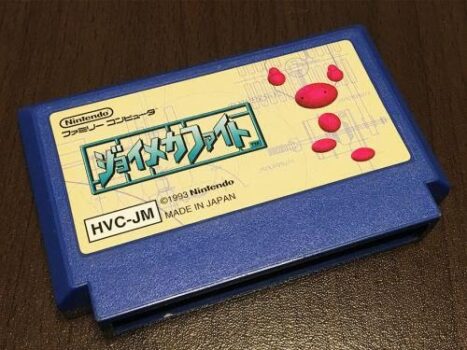 Nintendo
ファミリー コンピュータ
ジョイメカファイト
TM
©1993 Nintendo
MADE IN JAPAN
HVC-JM